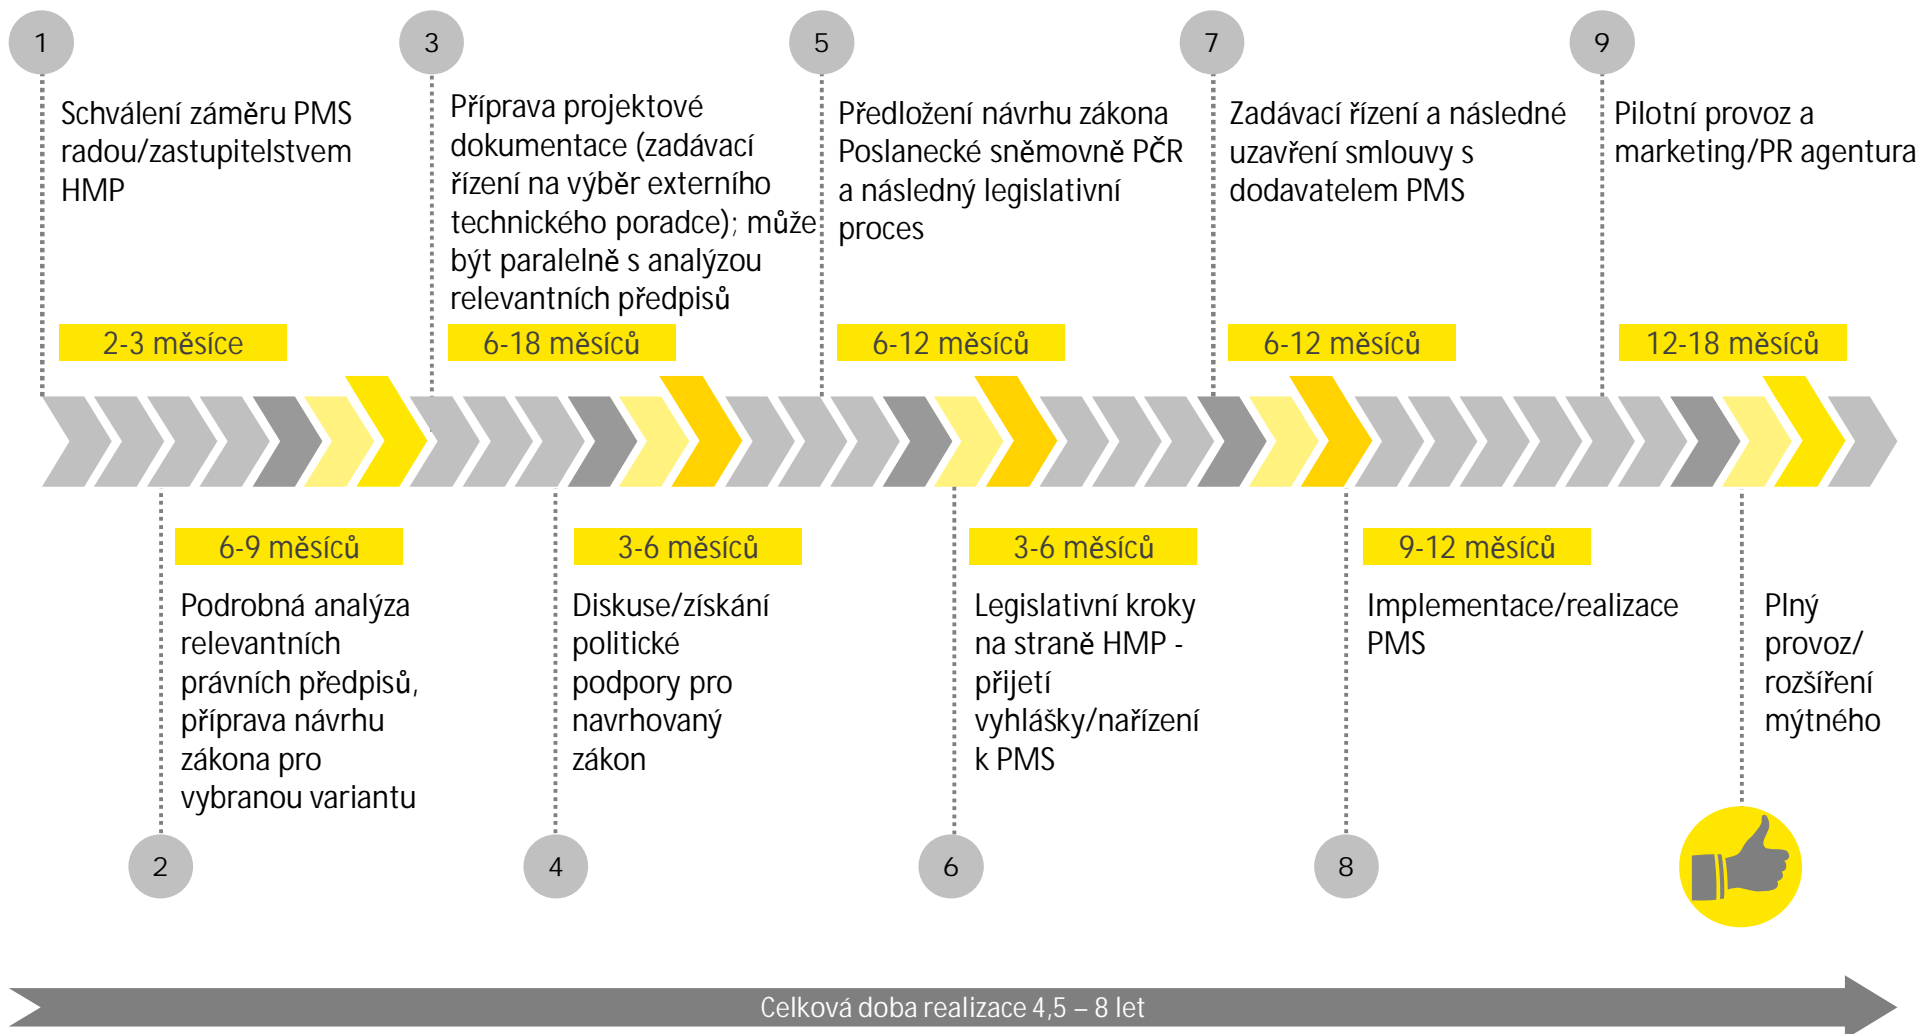 1
Schválení záměru PMS
radou/zastupitelstvem
HMP
2-3 měsíce
3
Příprava projektové
dokumentace (zadávací
řízení na výběr externího
technického poradce); může
být paralelně s analýzou
relevantních předpisů
6-18 měsíců
5
Předložení návrhu zákona
Poslanecké sněmovně PČR
a následný legislativní
proces
6-12 měsíců
7
Zadávací řízení a následné
uzavření smlouvy s
dodavatelem PMS
6-12 měsíců
9
Pilotní provoz a
marketing/PR agentura
12-18 měsíců
6-9 měsíců
Podrobná analýza
relevantních
právních předpisů,
příprava návrhu
zákona pro
vybranou variantu
2
3-6 měsíců
Diskuse/získání
politické
podpory pro
navrhovaný
zákon
4
3-6 měsíců
Legislativní kroky
na straně HMP -
přijetí
vyhlášky/nařízení
k PMS
6
9-12 měsíců
Implementace/realizace
PMS
8
Plný
provoz/
rozšíření
mýtného
Celková doba realizace 4,5 – 8 let